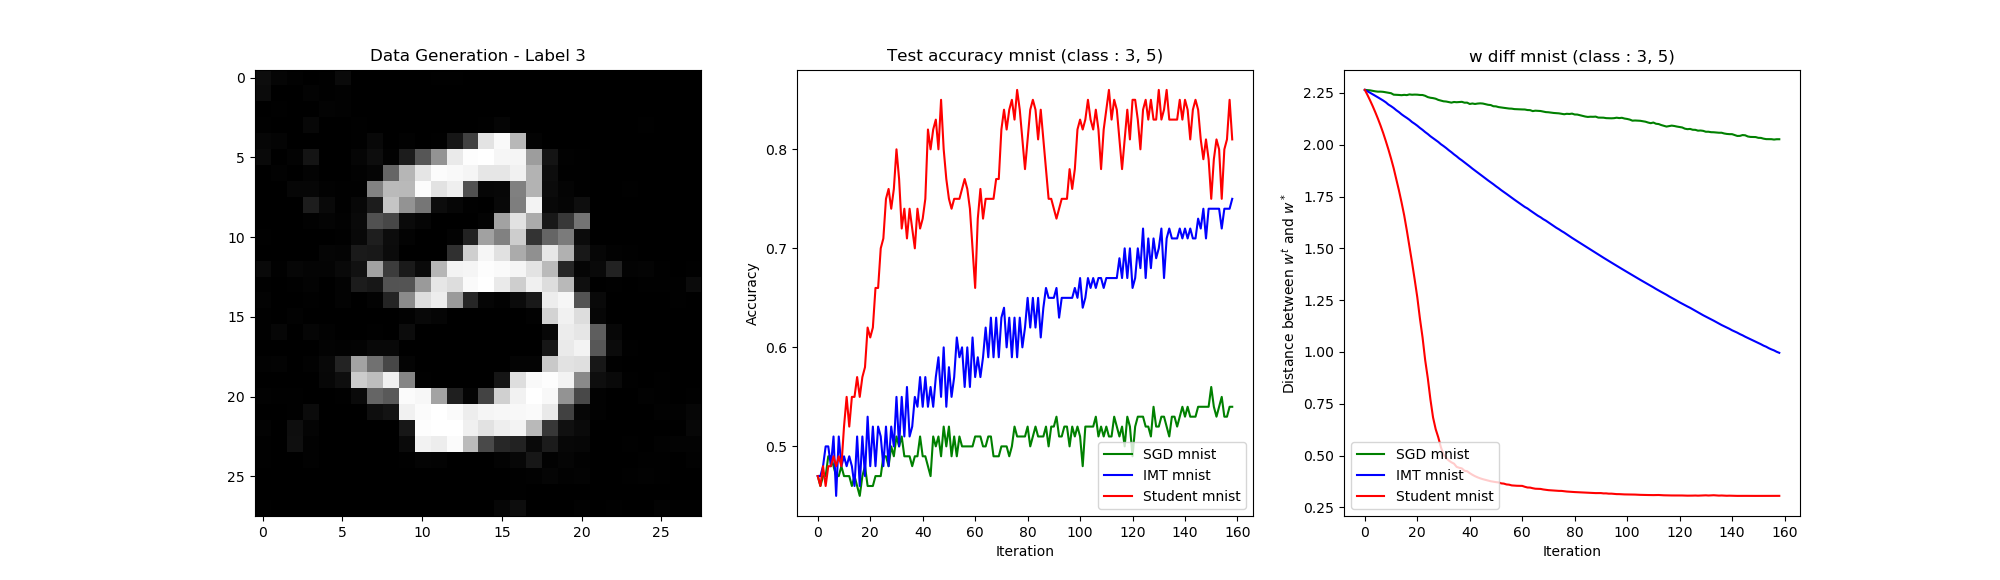 Data Generation - Label 3
0
5
10
15
20
25
0 5 10 15 20 25
Test accuracy mnist (class : 3, 5)
Accuracy
0.8
0.7
0.6
0.5
SGD mnist
IMT mnist
Student mnist
0 20 40 60 80 100 120 140 160
Iteration
w diff mnist (class : 3, 5)
Distance between w^t and w^*
2.25
2.00
1.75
1.50
1.25
1.00
0.75
0.50
0.25
SGD mnist
IMT mnist
Student mnist
0 20 40 60 80 100 120 140 160
Iteration